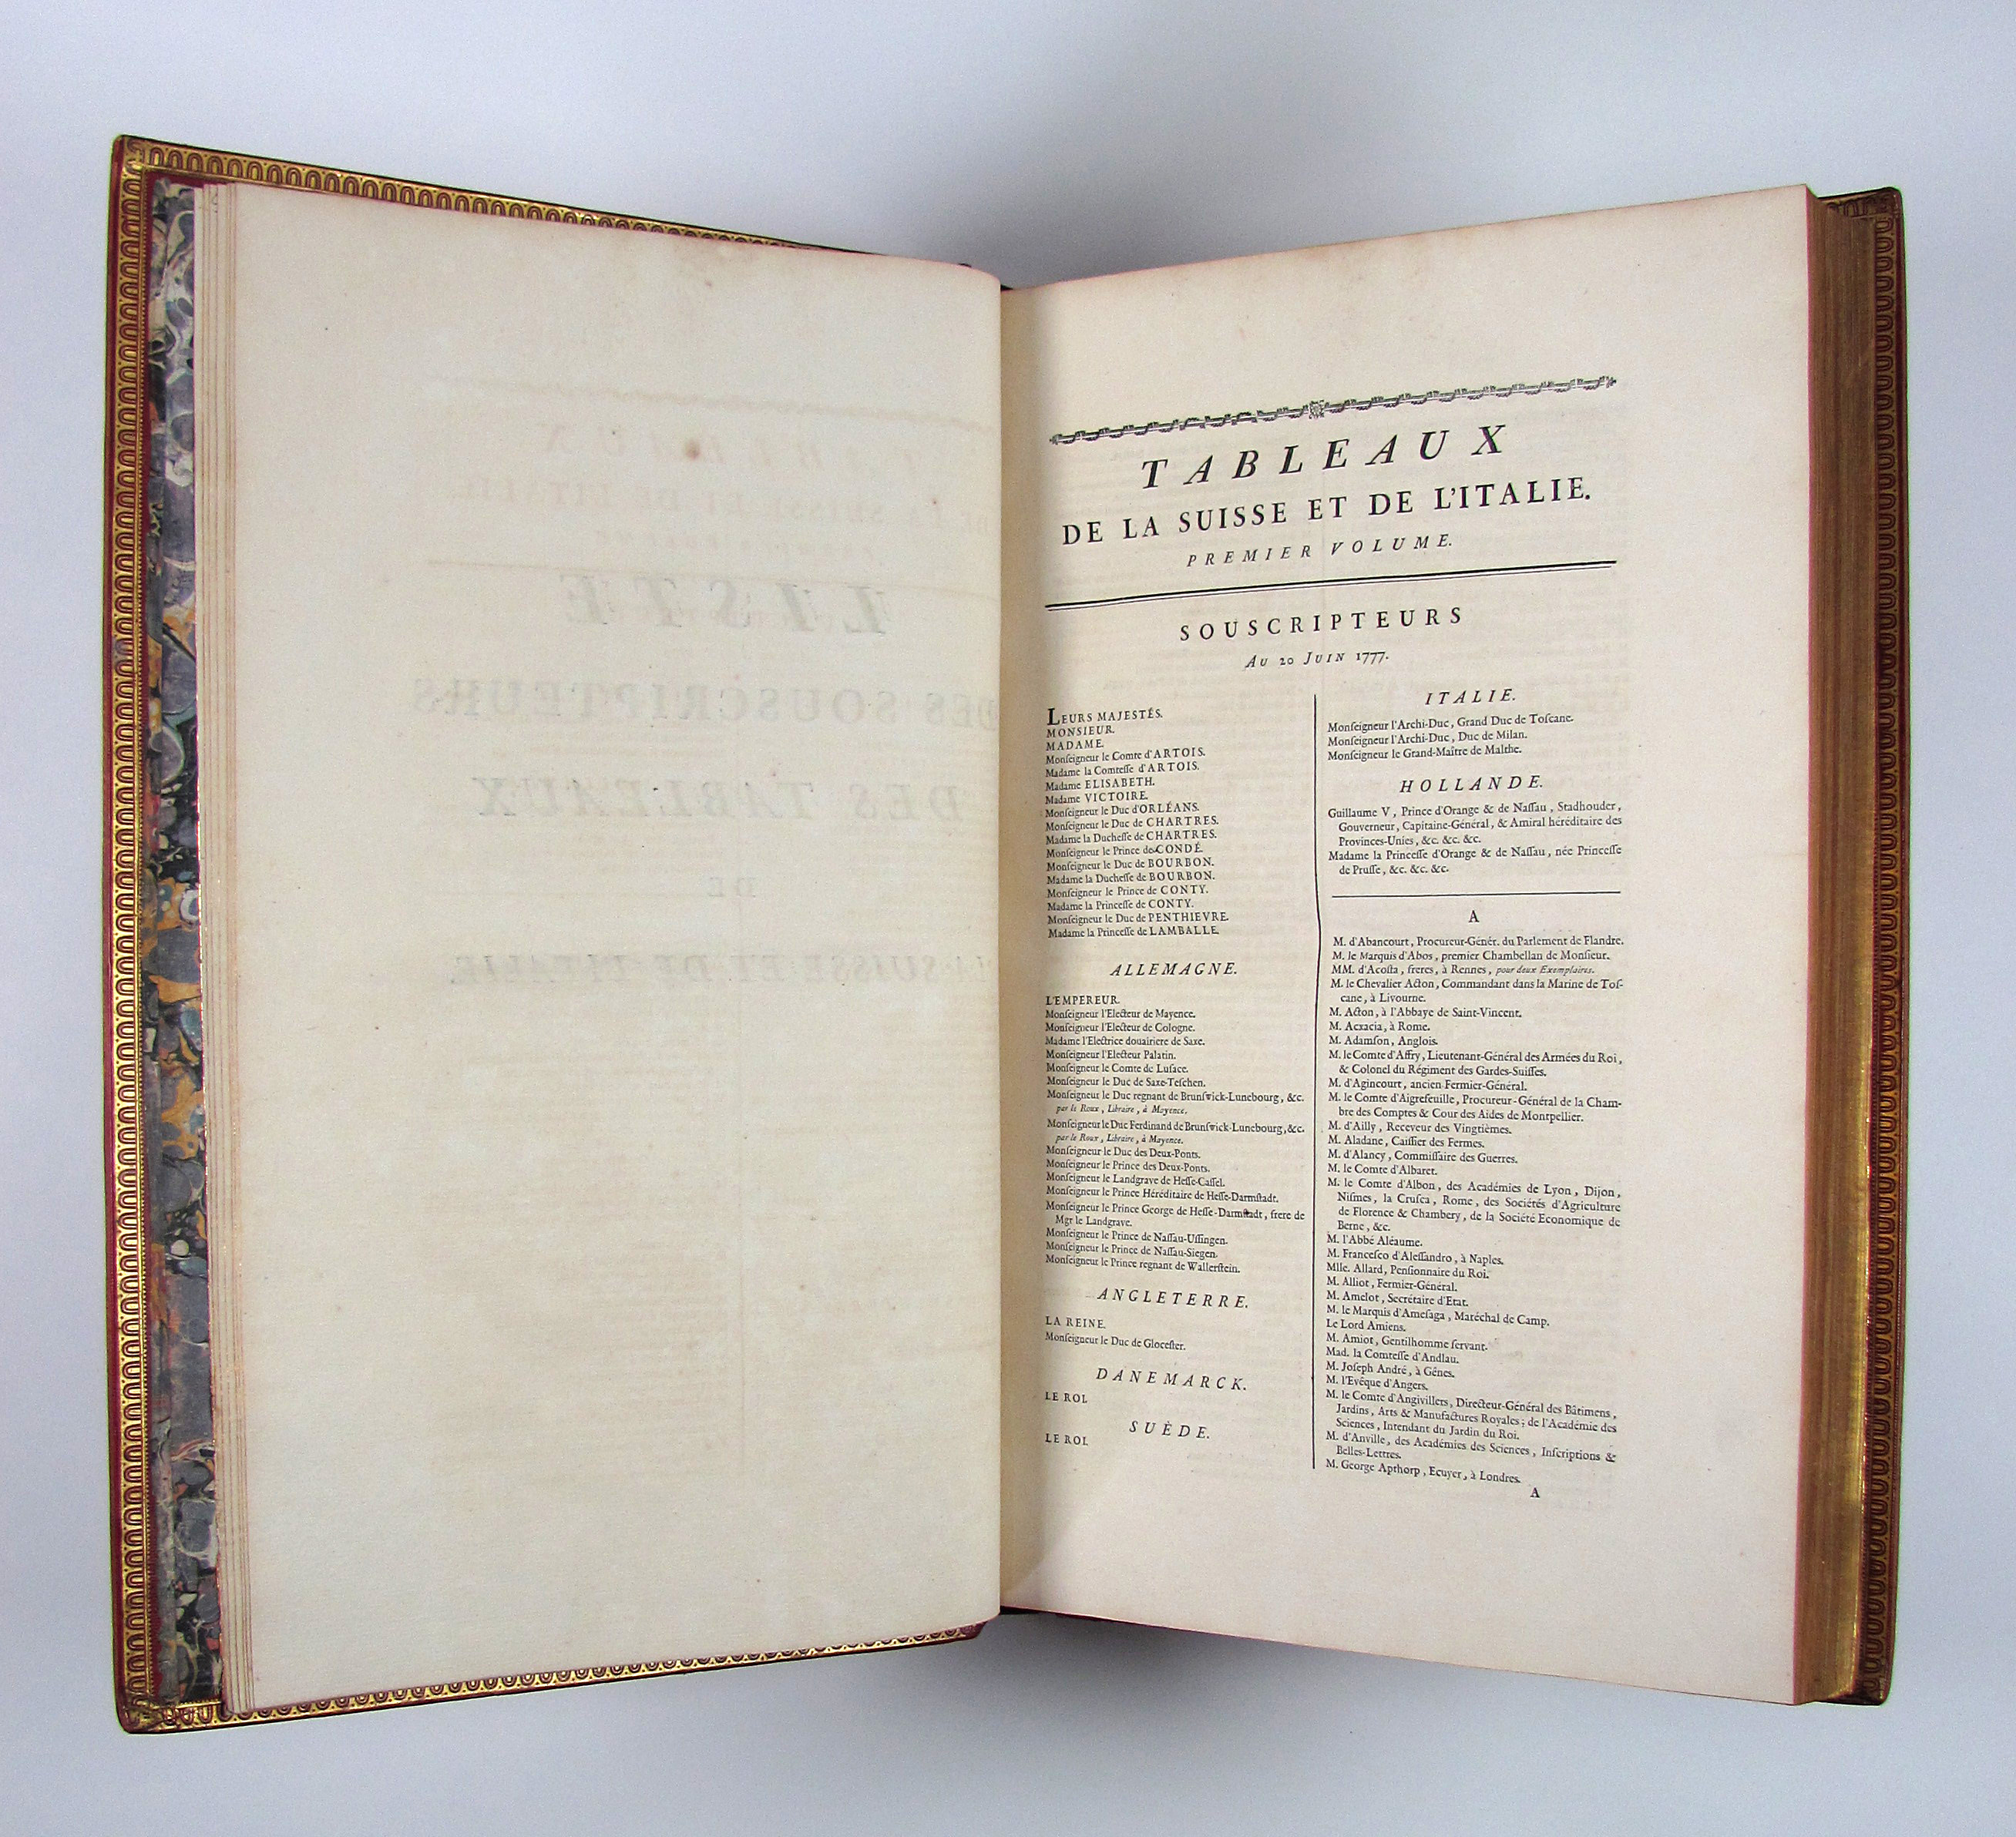 LISTE
DES SOUSCRIPTEURS
DES TABLEAUX
DE
LA SUISSE ET DE L'ITALIE.
TABLEAUX
DE LA SUISSE ET DE L'ITALIE.
PREMIER VOLUME.
SOUSCRIPTEURS
AU 20 JUIN 1777.
LEURS MAJESTÉS.
MONSIEUR.
MADAME.
Monſeigneur le Comte d'ARTOIS.
Madame la Comteſſe d'ARTOIS.
Madame ELISABETH.
Madame VICTOIRE.
Monſeigneur le Duc d'ORLÉANS.
Monſeigneur le Duc de CHARTRES.
Madame la Ducheſſe de CHARTRES.
Monſeigneur le Prince de CONDÉ.
Monſeigneur le Duc de BOURBON.
Madame la Ducheſſe de BOURBON.
Monſeigneur le Prince de CONTY.
Madame la Princeſſe de CONTY.
Monſeigneur le Duc de PENTHIEVRE.
Madame la Princeſſe de LAMBALLE.
ALLEMAGNE.
L'EMPEREUR.
Monſeigneur l'Electeur de Mayence.
Monſeigneur l'Electeur de Cologne.
Madame l'Electrice douairiere de Saxe.
Monſeigneur l'Electeur Palatin.
Monſeigneur le Comte de Luſace.
Monſeigneur le Duc de Saxe-Teſchen.
Monſeigneur le Duc regnant de Brunſwick-Lunebourg, &c.
par le Roux, Libraire, à Mayence.
Monſeigneur le Duc Ferdinand de Brunſwick-Lunebourg, &c.
par le Roux, Libraire, à Mayence.
Monſeigneur le Duc des Deux-Ponts.
Monſeigneur le Prince des Deux-Ponts.
Monſeigneur le Landgrave de Heſſe-Caſſel.
Monſeigneur le Prince Héréditaire de Heſſe-Darmſtadt.
Monſeigneur le Prince George de Heſſe-Darmſtadt, frere de
Mgr le Landgrave.
Monſeigneur le Prince de Naſſau-Uſſingen.
Monſeigneur le Prince de Naſſau-Siegen.
Monſeigneur le Prince regnant de Wallerſtein.
ANGLETERRE.
LA REINE.
Monſeigneur le Duc de Gloceſter.
DANEMARCK.
LE ROI.
SUÈDE.
LE ROI.
ITALIE.
Monſeigneur l'Archi-Duc, Grand Duc de Toſcane.
Monſeigneur l'Archi-Duc, Duc de Milan.
Monſeigneur le Grand-Maître de Malthe.
HOLLANDE.
Guillaume V, Prince d'Orange & de Naſſau, Stadhouder,
Gouverneur, Capitaine-Général, & Amiral héréditaire des
Provinces-Unies, &c. &c. &c.
Madame la Princeſſe d'Orange & de Naſſau, née Princeſſe
de Pruſſe, &c. &c. &c.
A
M. d'Abancourt, Procureur-Génér. du Parlement de Flandre.
M. le Marquis d'Abos, premier Chambellan de Monſieur.
MM. d'Acoſta, freres, à Rennes, pour deux Exemplaires.
M. le Chevalier Acton, Commandant dans la Marine de Toſ-
cane, à Livourne.
M. Acton, à l'Abbaye de Saint-Vincent.
M. Acxacia, à Rome.
M. Adamſon, Anglois.
M. le Comte d'Affry, Lieutenant-Général des Armées du Roi,
& Colonel du Régiment des Gardes-Suiſſes.
M. d'Agincourt, ancien Fermier-Général.
M. le Comte d'Aigrefeuille, Procureur-Général de la Cham-
bre des Comptes & Cour des Aides de Montpellier.
M. d'Ailly, Receveur des Vingtièmes.
M. Aladane, Caiſſier des Fermes.
M. d'Alancy, Commiſſaire des Guerres.
M. le Comte d'Albaret.
M. le Comte d'Albon, des Académies de Lyon, Dijon,
Niſmes, la Cruſca, Rome, des Sociétés d'Agriculture
de Florence & Chambery, de la Société Economique de
Berne, &c.
M. l'Abbé Aléaume.
M. Franceſco d'Aleſſandro, à Naples.
Mlle. Allard, Penſionnaire du Roi.
M. Alliot, Fermier-Général.
M. Amelot, Secrétaire d'Etat.
M. le Marquis d'Ameſaga, Maréchal de Camp.
Le Lord Amiens.
M. Amiot, Gentilhomme ſervant.
Mad. la Comteſſe d'Andlau.
M. Joſeph André, à Gênes.
M. l'Evêque d'Angers.
M. le Comte d'Angivillers, Directeur-Général des Bâtimens,
Jardins, Arts & Manufactures Royales; de l'Académie des
Sciences, Intendant du Jardin du Roi.
M. d'Anville, des Académies des Sciences, Inſcriptions &
Belles-Lettres.
M. George Apthorp, Ecuyer, à Londres.
A